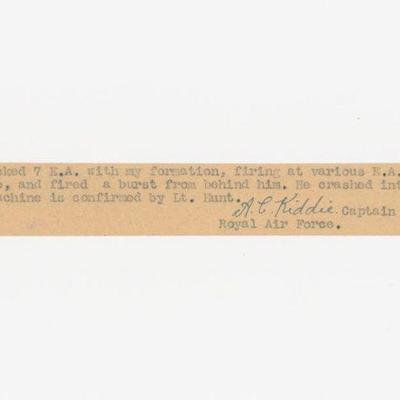 cked 7 E.A. with my formation, firing at various E.A.
, and fired a burst from behind him. He crashed int
achine is confirmed by Lt. Hunt.
A. C. Kiddie. Captain
Royal Air Force.